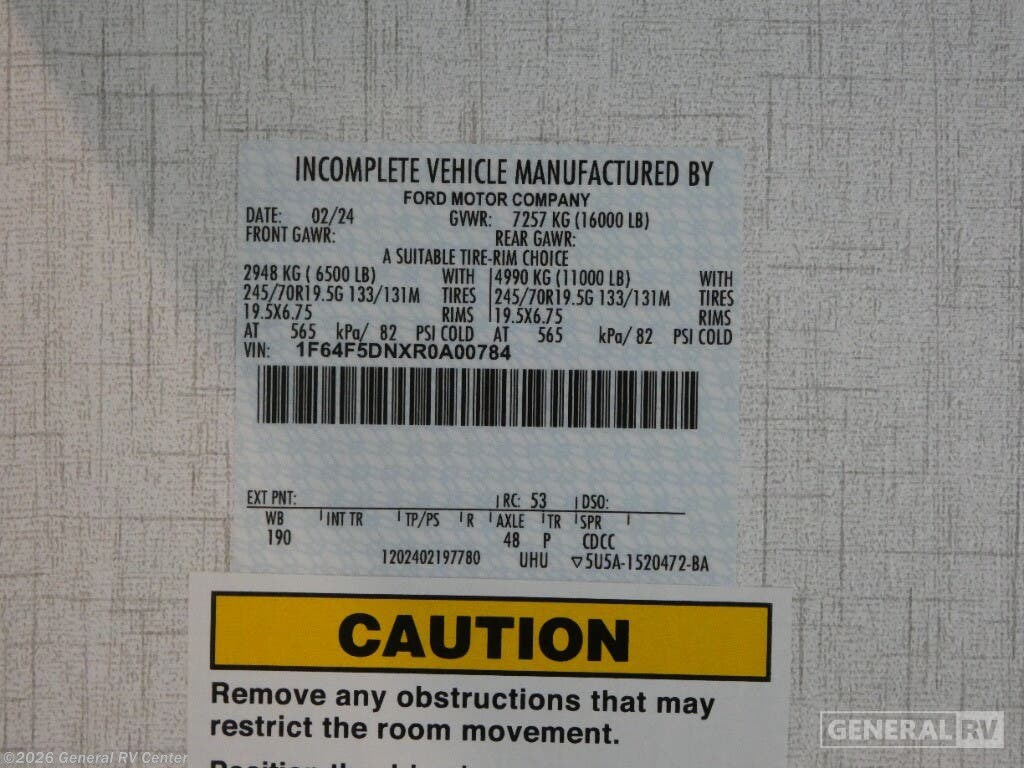 INCOMPLETE VEHICLE MANUFACTURED BY
FORD MOTOR COMPANY
DATE: 02/24 GVWR: 7257 KG (16000 LB)
FRONT GAWR: REAR GAWR:
A SUITABLE TIRE-RIM CHOICE
2948 KG ( 6500 LB) WITH 4990 KG (11000 LB) WITH
245/70R19.5G 133/131M TIRES 245/70R19.5G 133/131M TIRES
19.5X6.75 RIMS 19.5X6.75 RIMS
AT 565 kPa/ 82 PSI COLD AT 565 kPa/ 82 PSI COLD
VIN: 1F64F5DNXR0A00784
EXT PNT: RC: 53 DSO:
WB INT TR TP/PS R AXLE TR SPR
190 48 P CDCC
1202402197780 UHU ▽5U5A-1520472-BA
CAUTION
Remove any obstructions that may
restrict the room movement.
GENERAL RV
©2026 General RV Center